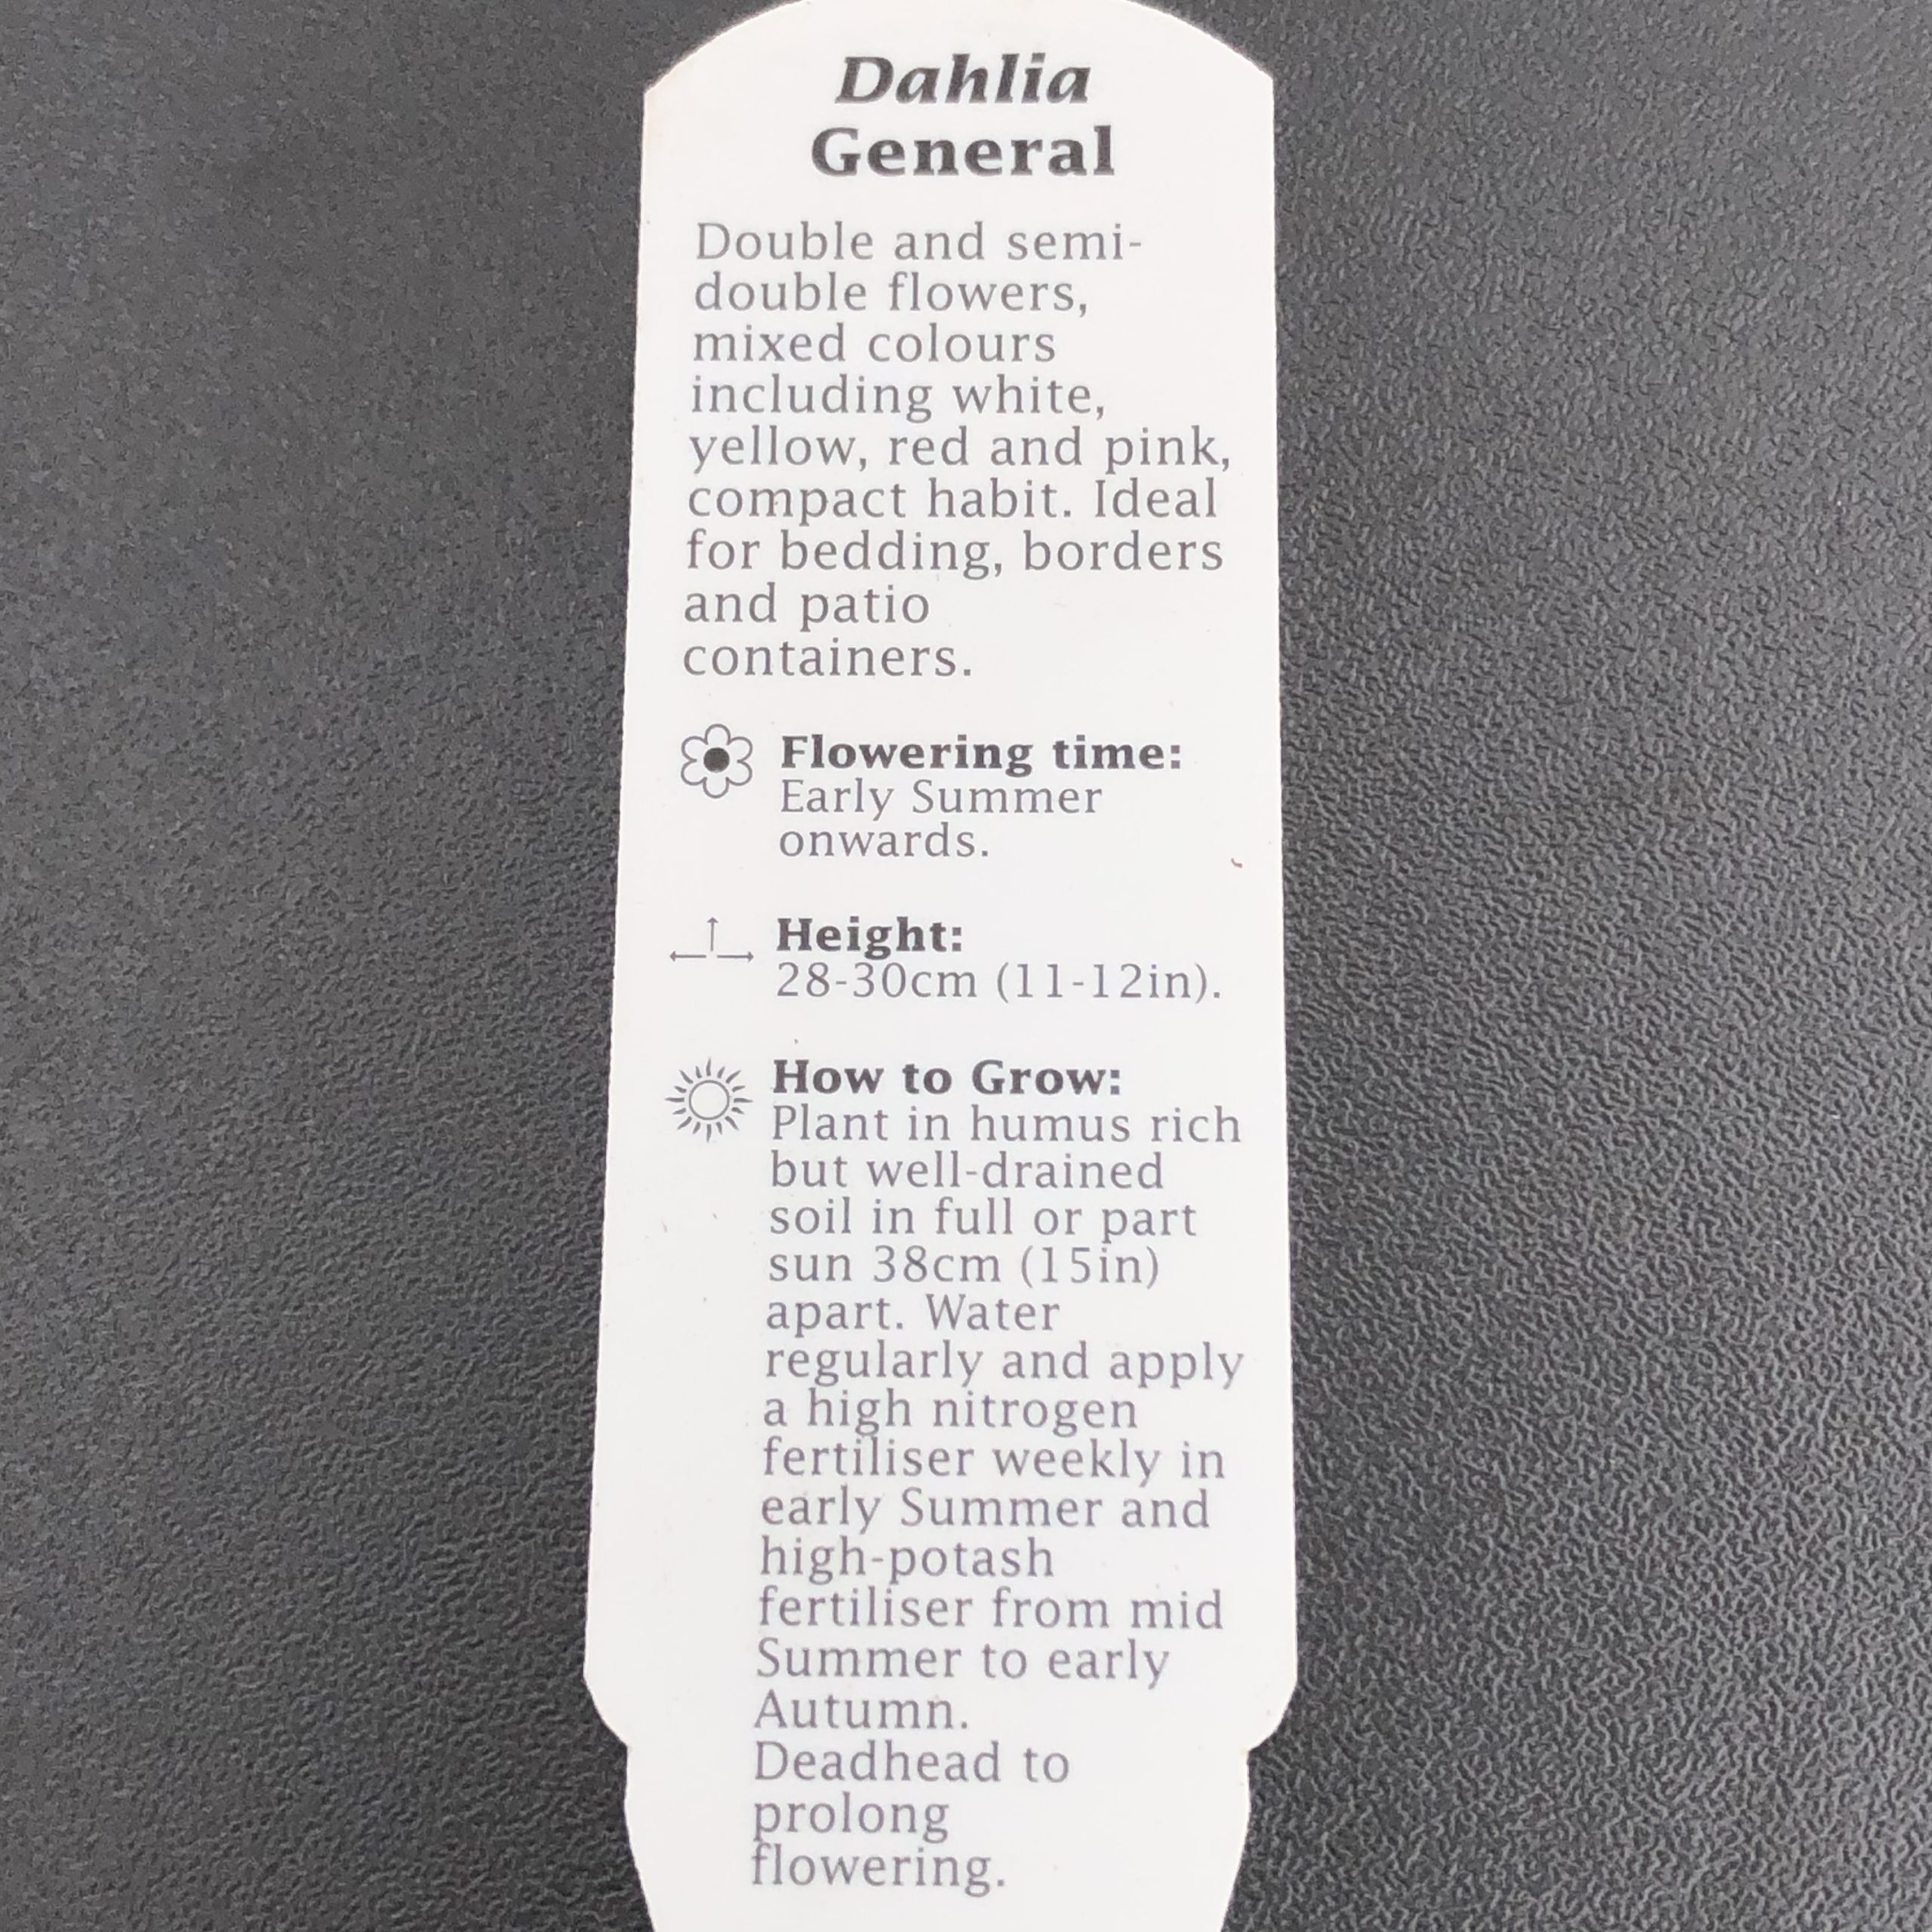 Dahlia
General
Double and semi-
double flowers,
mixed colours
including white,
yellow, red and pink,
compact habit. Ideal
for bedding, borders
and patio
containers.
Flowering time:
Early Summer
onwards.
Height:
28-30cm (11-12in).
How to Grow:
Plant in humus rich
but well-drained
soil in full or part
sun 38cm (15in)
apart. Water
regularly and apply
a high nitrogen
fertiliser weekly in
early Summer and
high-potash
fertiliser from mid
Summer to early
Autumn.
Deadhead to
prolong
flowering.